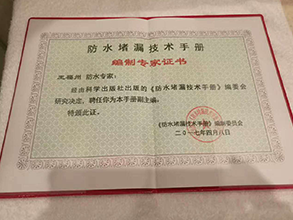 防水堵漏技术手册
编制专家证书
王福州 防水专家：
经由科学出版社出版的《防水堵漏技术手册》编委会
研究决定，聘任你为本手册副主编。
特颁此证。
《防水堵漏技术手册》编制委员会
二〇一七年四月八日